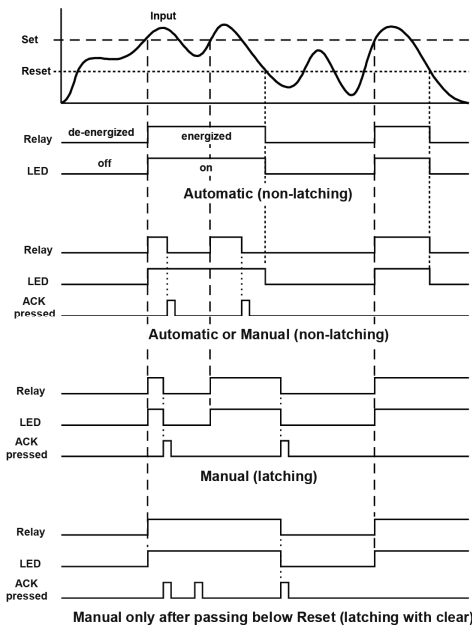 Input
Set
Reset
de-energized energized
Relay
off on
LED
Automatic (non-latching)
Relay
LED
ACK
pressed
Automatic or Manual (non-latching)
Relay
LED
ACK
pressed
Manual (latching)
Relay
LED
ACK
pressed
Manual only after passing below Reset (latching with clear)